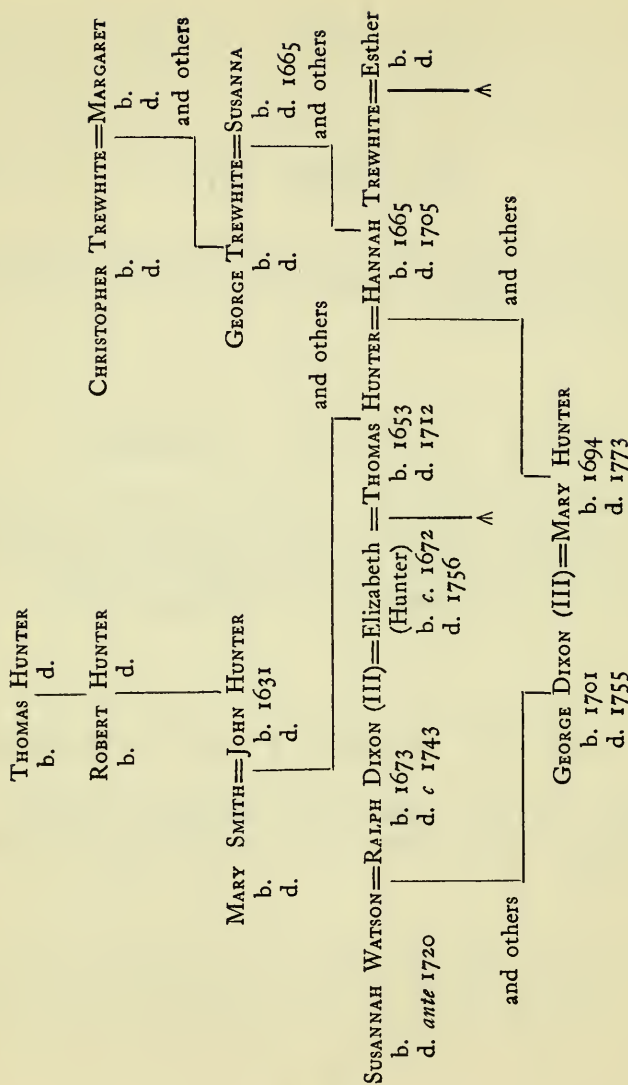 THOMAS HUNTER
b. d.
ROBERT HUNTER
b. d.
CHRISTOPHER TREWHITE=MARGARET
b. b.
d. d.
and others
MARY SMITH=JOHN HUNTER
b. b. 1631
d. d.
GEORGE TREWHITE=SUSANNA
b. b.
d. d. 1665
and others
and others
SUSANNAH WATSON=RALPH DIXON (III)=Elizabeth=THOMAS HUNTER=HANNAH TREWHITE=Esther
b. b. 1673 (Hunter) b. 1653 b. 1665 b.
d. ante 1720 d. c 1743 b. c. 1672 d. 1712 d. 1705 d.
d. 1756
and others
and others
GEORGE DIXON (III)=MARY HUNTER
b. 1701 b. 1694
d. 1755 d. 1773